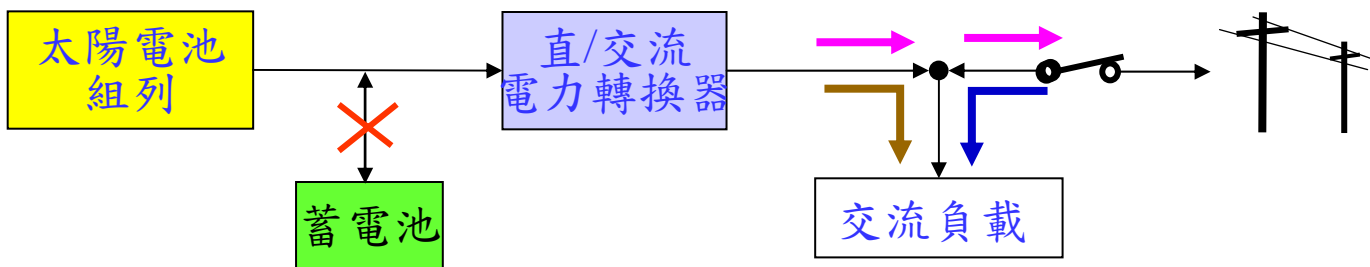 太陽電池
組列
直/交流
電力轉換器
蓄電池
交流負載